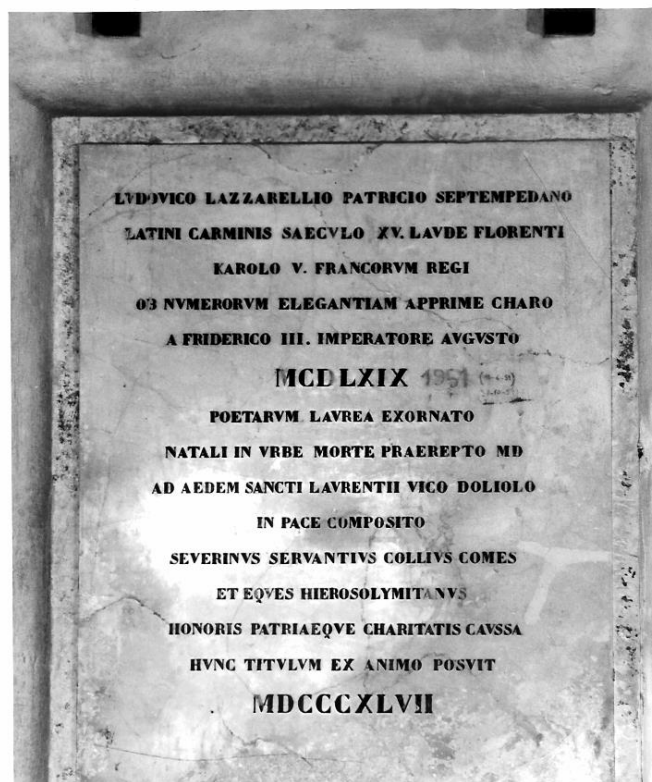 LVDOVICO LAZZARELLIO PATRICIO SEPTEMPEDANO
LATINI CARMINIS SAECVLO XV. LAVDE FLORENTI
KAROLO V. FRANCORVM REGI
OB NVMERORVM ELEGANTIAM APPRIME CHARO
A FRIDERICO III. IMPERATORE AVGVSTO
MCDLXIX 1951
POETARVM LAVREA EXORNATO
NATALI IN VRBE MORTE PRAEREPTO MD
AD AEDEM SANCTI LAVRENTII VICO DOLIOLO
IN PACE COMPOSITO
SEVERINVS SERVANTIVS COLLIVS COMES
ET EQVES HIEROSOLYMITANVS
HONORIS PATRIAEQVE CHARITATIS CAVSSA
HVNC TITVLVM EX ANIMO POSVIT
MDCCCXLVII